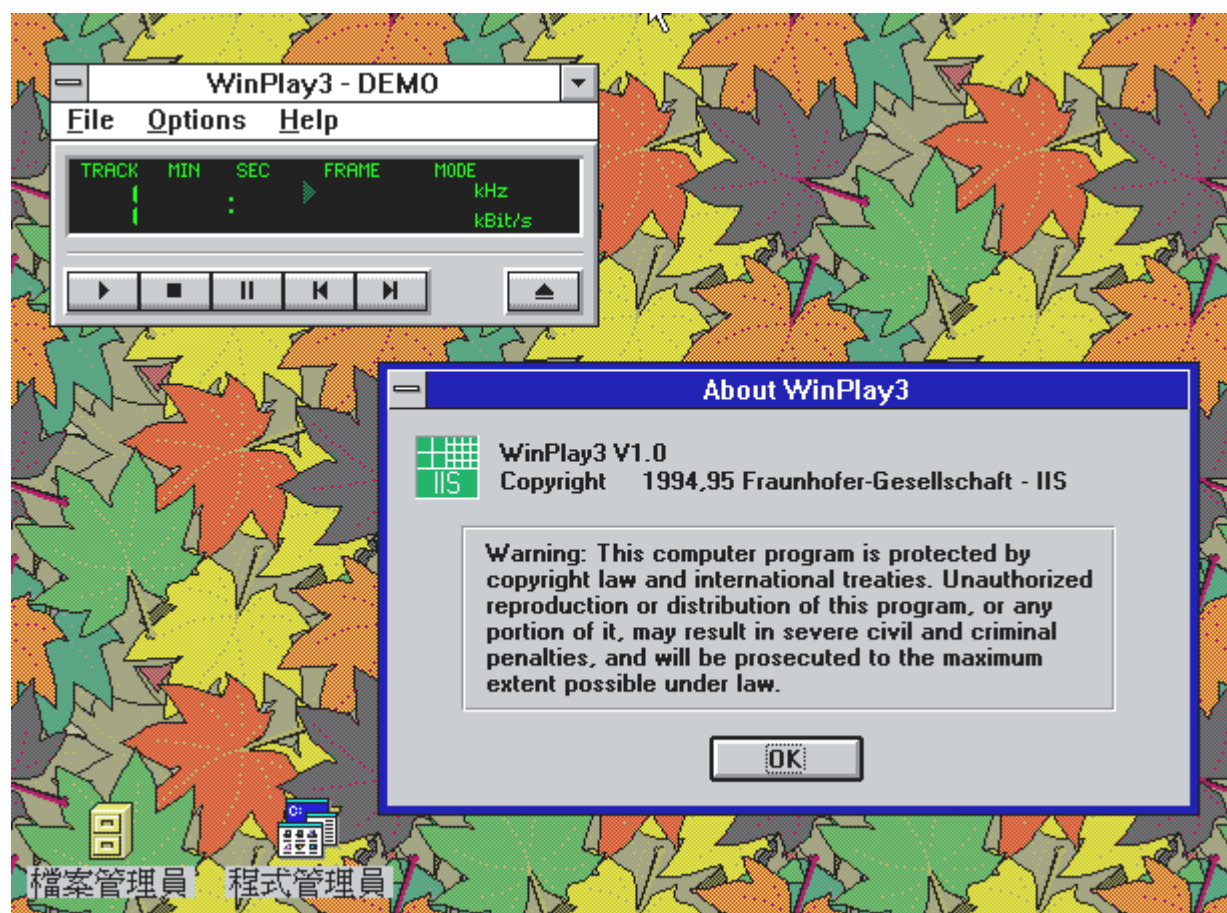 WinPlay3 - DEMO
File Options Help
TRACK MIN SEC FRAME MODE
1 :
kHz
kBit/s
About WinPlay3
IIS
WinPlay3 V1.0
Copyright 1994,95 Fraunhofer-Gesellschaft - IIS
Warning: This computer program is protected by
copyright law and international treaties. Unauthorized
reproduction or distribution of this program, or any
portion of it, may result in severe civil and criminal
penalties, and will be prosecuted to the maximum
extent possible under law.
OK
C:
檔案管理員 程式管理員